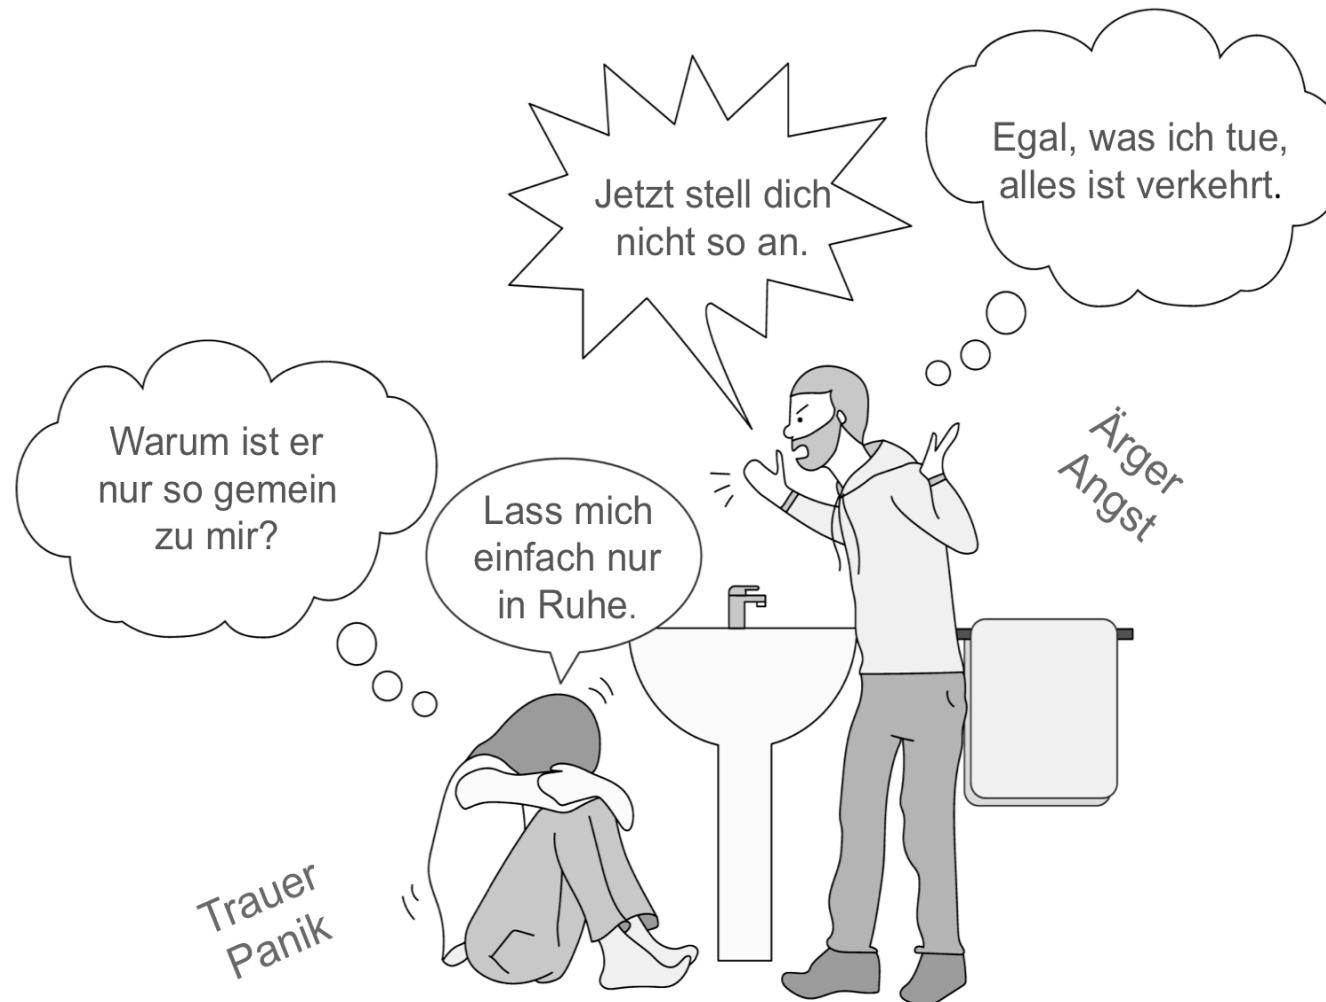 Egal, was ich tue,
alles ist verkehrt.
Jetzt stell dich
nicht so an.
Warum ist er
nur so gemein
zu mir?
Lass mich
einfach nur
in Ruhe.
Ärger
Angst
Trauer
Panik